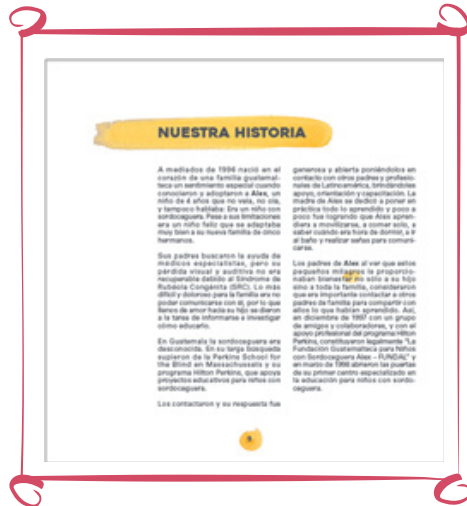 NUESTRA HISTORIA
A mediados de 1996 nació en el
corazón de una familia guatemal-
teca un sentimiento especial cuando
conocieron y adoptaron a Alex, un
niño de 4 años que no veía, no oía,
y tampoco hablaba: Era un niño con
sordoceguera. Pese a sus limitaciones
era un niño feliz que se adaptaba
muy bien a su nueva familia de cinco
hermanos.
Sus padres buscaron la ayuda de
médicos especialistas, pero su
pérdida visual y auditiva no era
recuperable debido al Síndrome de
Rubéola Congénita (SRC). Lo más
difícil y doloroso para la familia era no
poder comunicarse con él, por lo que
llenos de amor hacia su hijo se dieron
a la tarea de informarse e investigar
cómo educarlo.
En Guatemala la sordoceguera era
desconocida. En su larga búsqueda
supieron de la Perkins School for
the Blind en Massachussets y su
programa Hilton Perkins, que apoya
proyectos educativos para niños con
sordoceguera.
Los contactaron y su respuesta fue
generosa y abierta poniéndolos en
contacto con otros padres y profesio-
nales de Latinoamérica, brindándoles
apoyo, orientación y capacitación. La
madre de Alex se dedicó a poner en
práctica todo lo aprendido y poco a
poco fue logrando que Alex apren-
diera a movilizarse, a comer solo, a
saber cuándo era hora de dormir, a ir
al baño y realizar señas para comuni-
carse.
Los padres de Alex al ver que estos
pequeños milagros le proporcio-
naban bienestar no sólo a su hijo
sino a toda la familia, consideraron
que era importante contactar a otros
padres de familia para compartir con
ellos lo que habían aprendido. Así,
en diciembre de 1997 con un grupo
de amigos y colaboradores, y con el
apoyo profesional del programa Hilton
Perkins, constituyeron legalmente "La
Fundación Guatemalteca para Niños
con Sordoceguera Alex – FUNDAL" y
en marzo de 1998 abrieron las puertas
de su primer centro especializado en
la educación para niños con sordo-
ceguera.